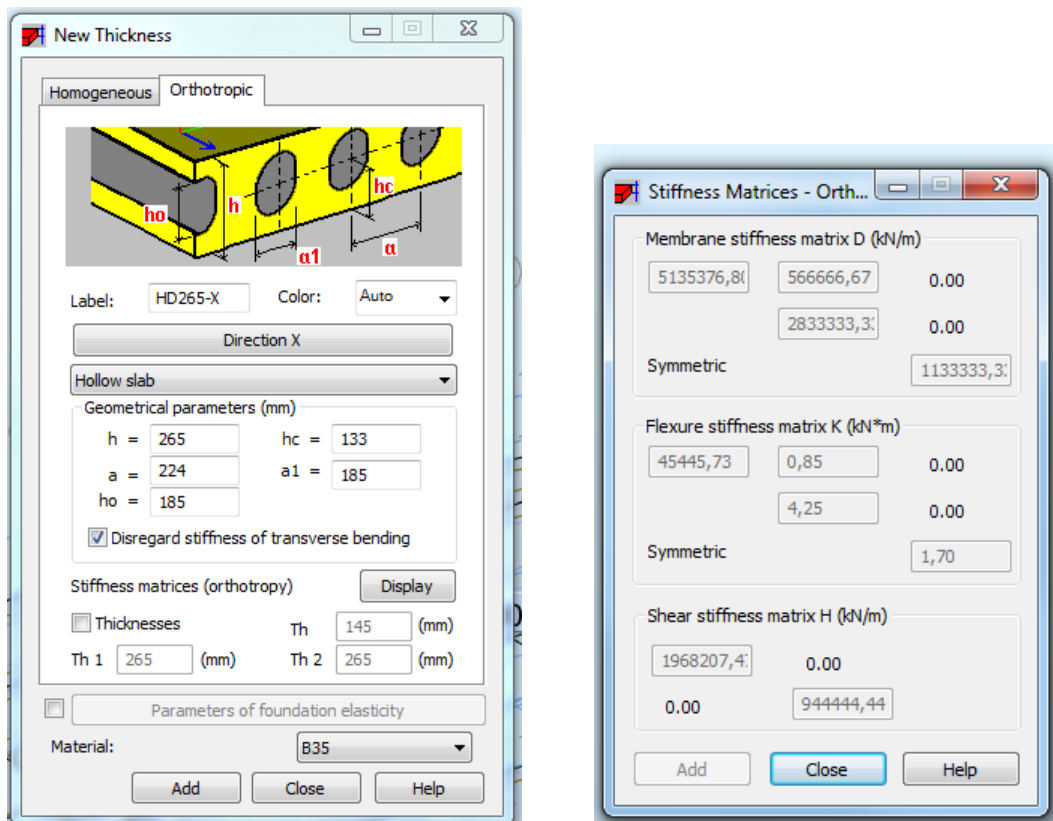 New Thickness
Homogeneous Orthotropic
ho h hc
a1 a
Label: HD265-X Color: Auto
Direction X
Hollow slab
Geometrical parameters (mm)
h = 265 hc = 133
a = 224 a1 = 185
ho = 185
Disregard stiffness of transverse bending
Stiffness matrices (orthotropy) Display
Thicknesses Th 145 (mm)
Th 1 265 (mm) Th 2 265 (mm)
Parameters of foundation elasticity
Material: B35
Add Close Help
Stiffness Matrices - Orth...
Membrane stiffness matrix D (kN/m)
5135376,8 566666,67 0.00
2833333,3 0.00
Symmetric 1133333,3
Flexure stiffness matrix K (kN*m)
45445,73 0,85 0.00
4,25 0.00
Symmetric 1,70
Shear stiffness matrix H (kN/m)
1968207,4 0.00
0.00 944444,44
Add Close Help